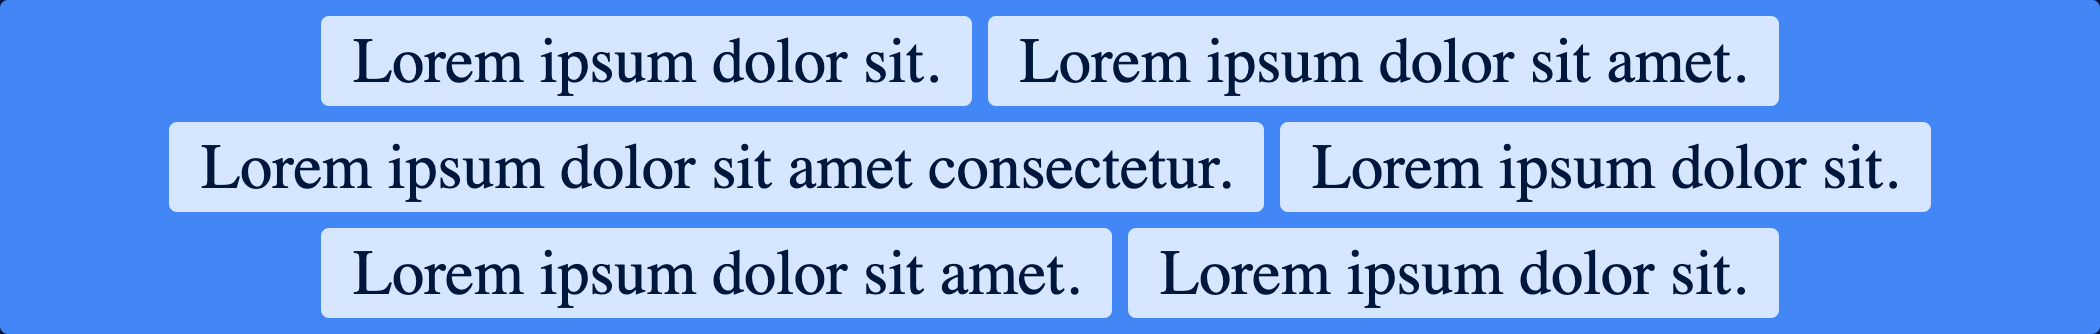 Lorem ipsum dolor sit. Lorem ipsum dolor sit amet.
Lorem ipsum dolor sit amet consectetur. Lorem ipsum dolor sit.
Lorem ipsum dolor sit amet. Lorem ipsum dolor sit.